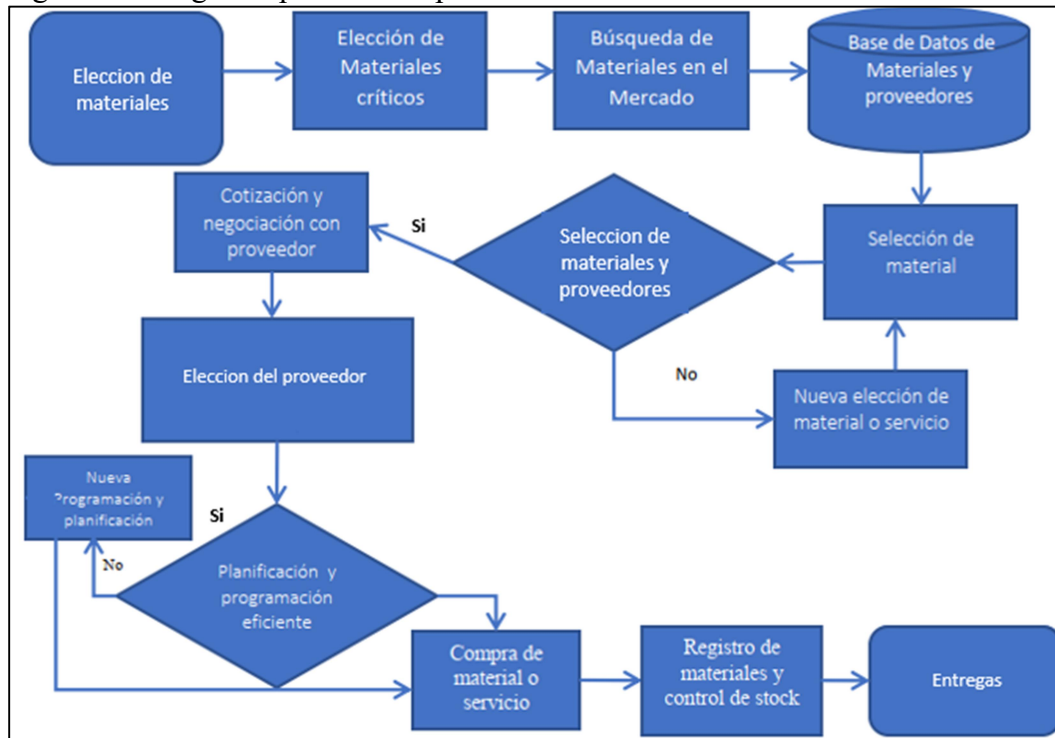 Eleccion de
materiales
Elección de
Materiales
críticos
Búsqueda de
Materiales en el
Mercado
Base de Datos de
Materiales y
proveedores
Cotización y
negociación con
proveedor
Si
Seleccion de
materiales y
proveedores
Selección de
material
No
Nueva elección de
material o servicio
Eleccion del proveedor
Nueva
Programación y
planificación
Si
No
Planificación y
programación
eficiente
Compra de
material o
servicio
Registro de
materiales y
control de stock
Entregas